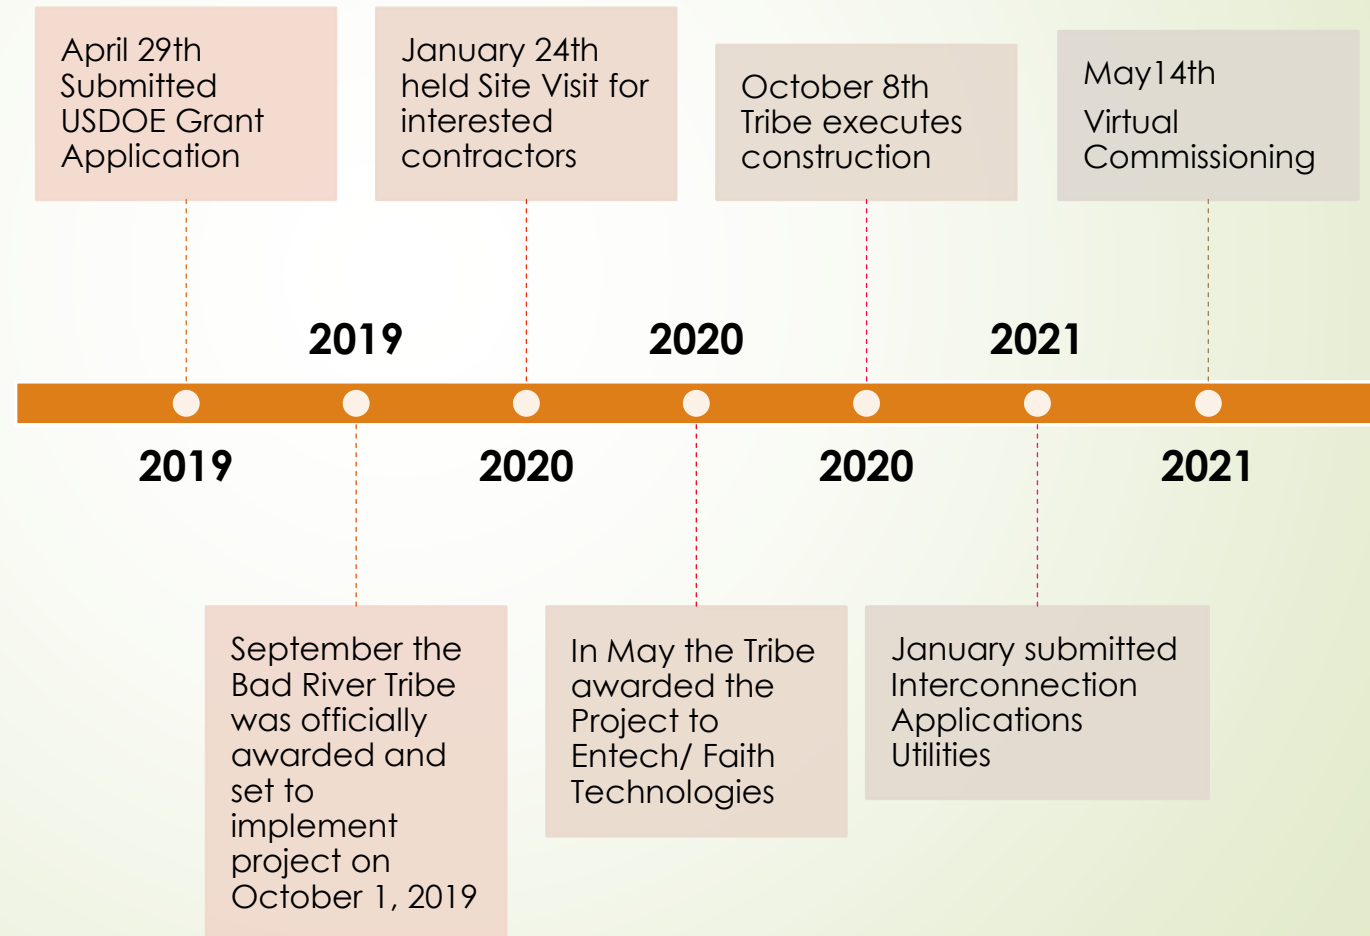 April 29th
Submitted
USDOE Grant
Application
January 24th
held Site Visit for
interested
contractors
October 8th
Tribe executes
construction
May14th
Virtual
Commissioning
2019
2020
2021
2019
2020
2020
2021
September the
Bad River Tribe
was officially
awarded and
set to
implement
project on
October 1, 2019
In May the Tribe
awarded the
Project to
Entech/ Faith
Technologies
January submitted
Interconnection
Applications
Utilities